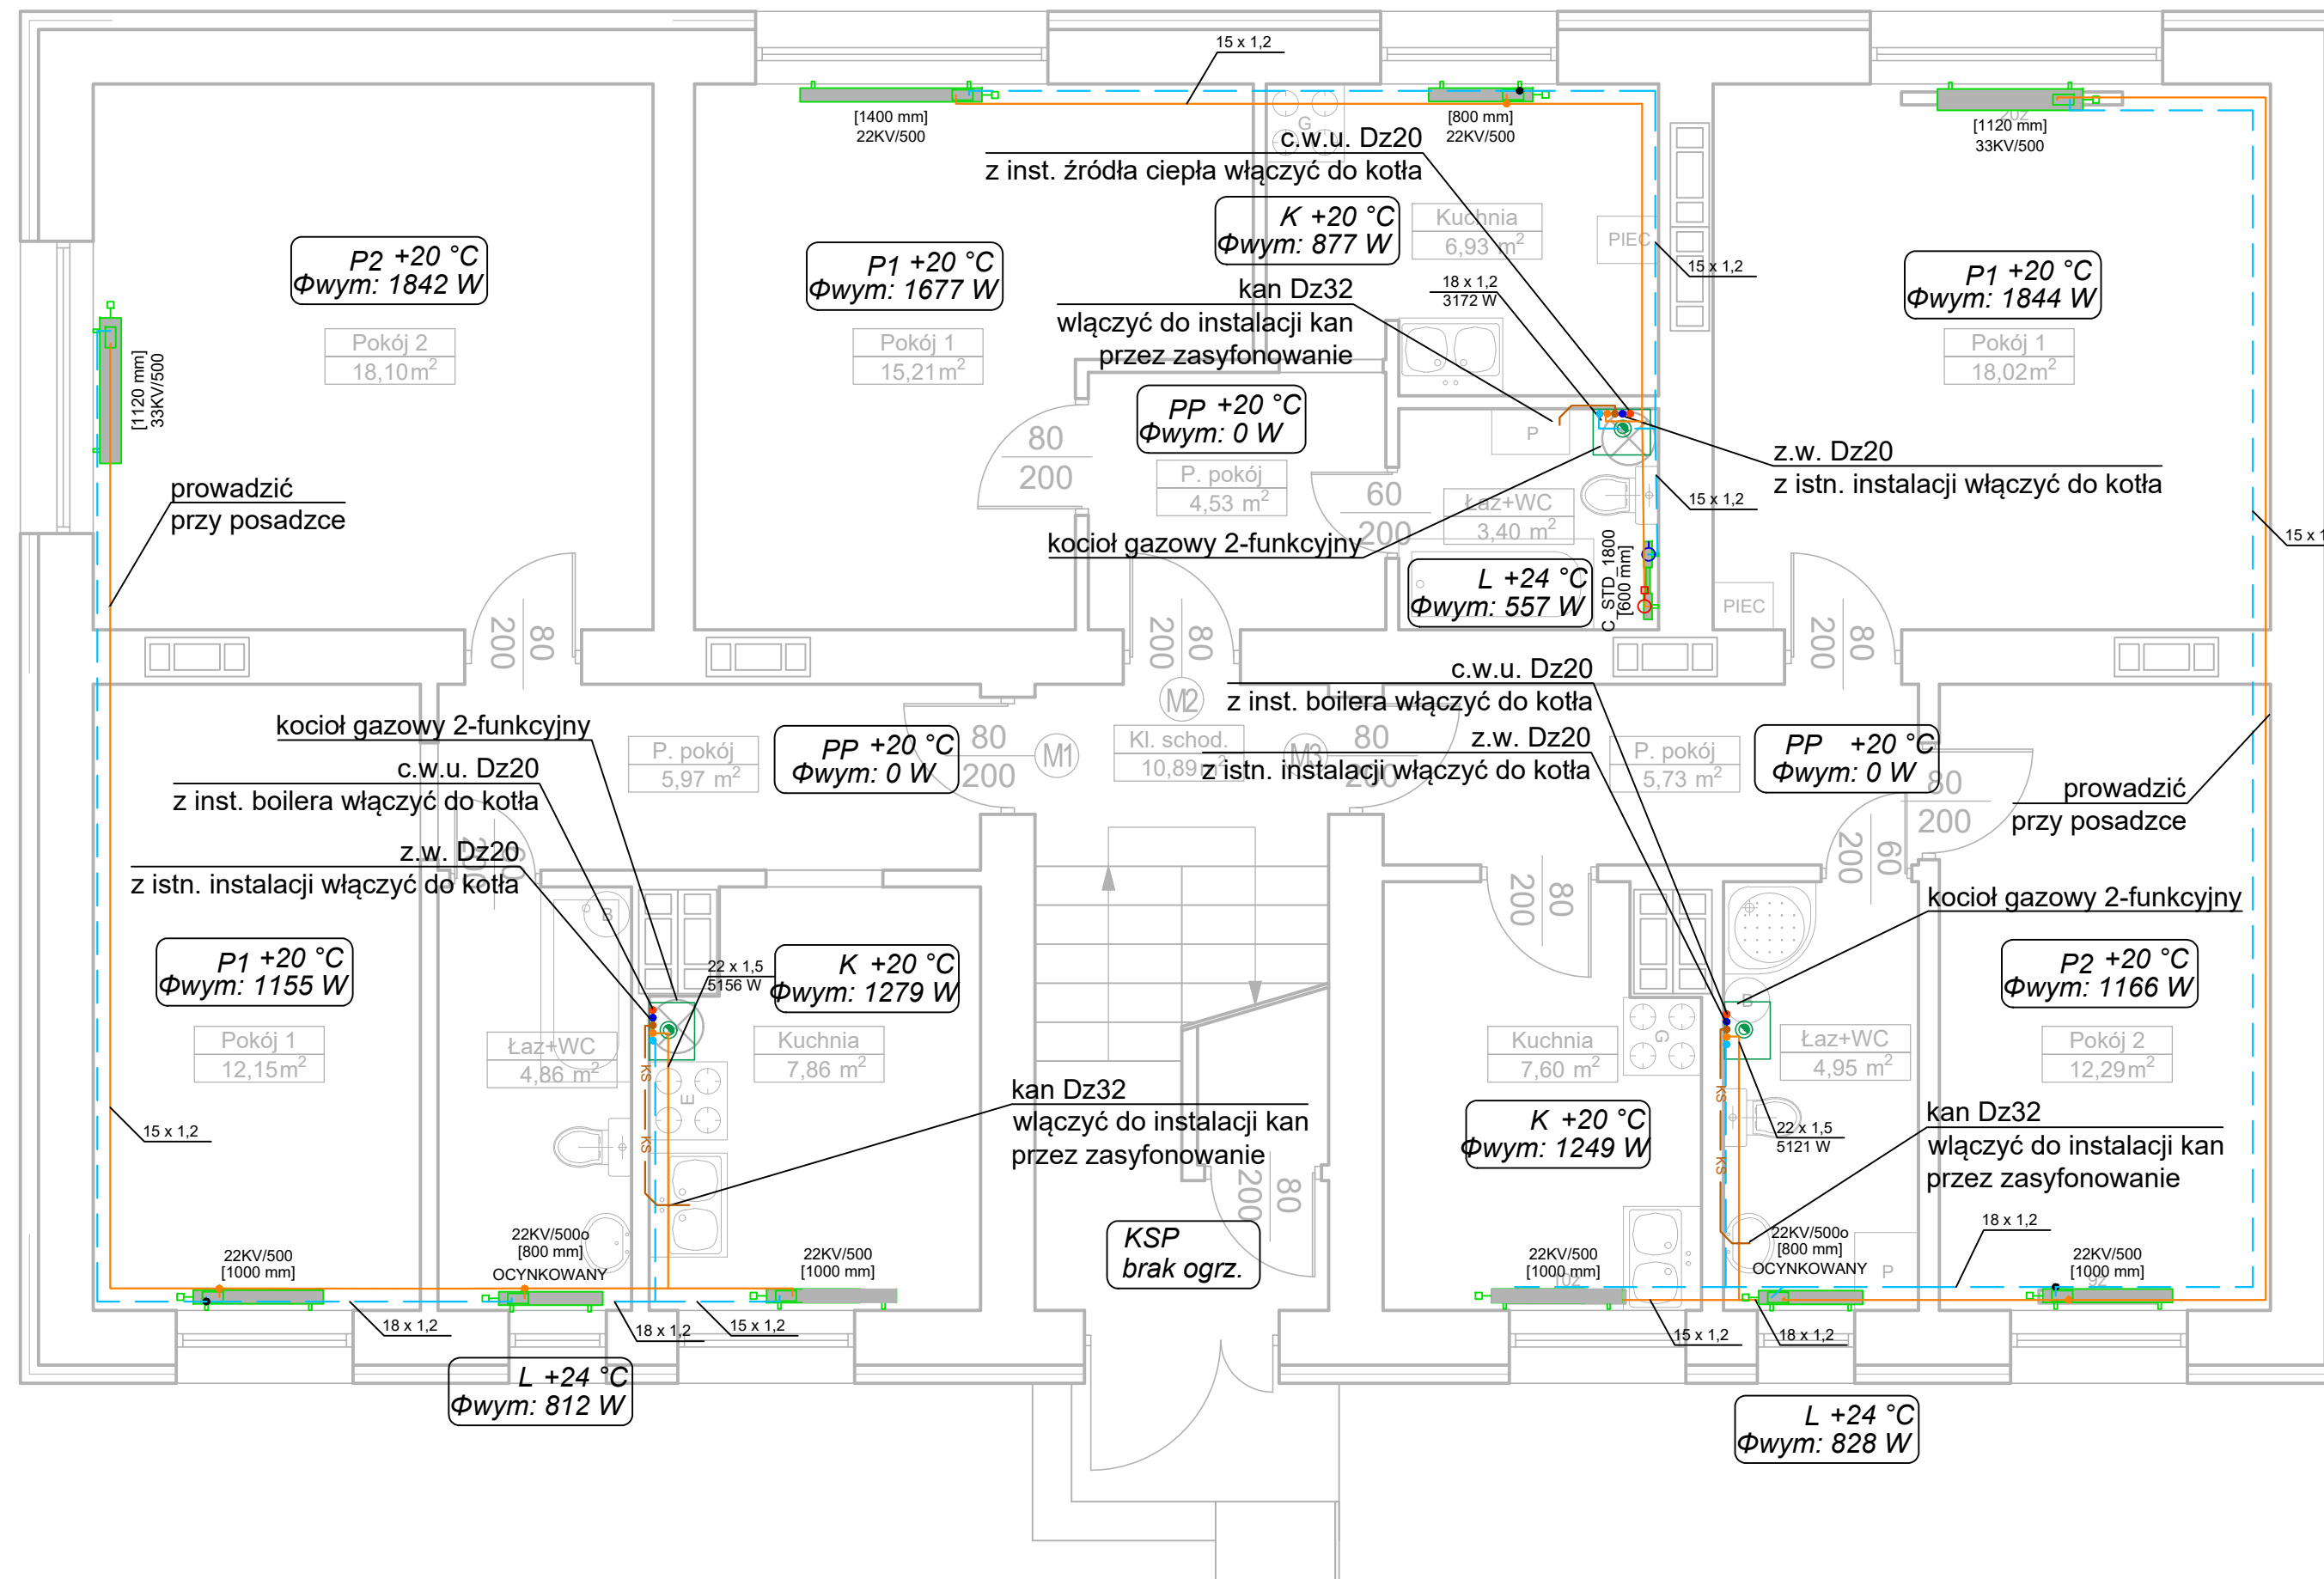 15 x 1,2
[1400 mm]
22KV/500
[800 mm]
22KV/500
[1120 mm]
33KV/500
G
c.w.u. Dz20
z inst. źródła ciepła włączyć do kotła
P2 +20 °C
Φwym: 1842 W
Pokój 2
18,10m²
P1 +20 °C
Φwym: 1677 W
Pokój 1
15,21m²
K +20 °C
Φwym: 877 W
Kuchnia
6,93 m²
PIEC
15 x 1,2
P1 +20 °C
Φwym: 1844 W
Pokój 1
18,02m²
kan Dz32
wlączyć do instalacji kan
przez zasyfonowanie
18 x 1,2
3172 W
[1120 mm]
33KV/500
PP +20 °C
Φwym: 0 W
P. pokój
4,53 m²
80
200
60
200
P
z.w. Dz20
z istn. instalacji włączyć do kotła
15 x 1,2
prowadzić
przy posadzce
Łaz+WC
3,40 m²
kocioł gazowy 2-funkcyjny
L +24 °C
Φwym: 557 W
C STD_1800
[600 mm]
PIEC
15 x 1
80
200
80
200
80
200
M2
c.w.u. Dz20
z inst. boilera włączyć do kotła
z.w. Dz20
z istn. instalacji włączyć do kotła
kocioł gazowy 2-funkcyjny
c.w.u. Dz20
z inst. boilera włączyć do kotła
z.w. Dz20
z istn. instalacji włączyć do kotła
P. pokój
5,97 m²
PP +20 °C
Φwym: 0 W
80
200
M1
Kl. schod.
10,89m²
M3
80
200
P. pokój
5,73 m²
PP +20 °C
Φwym: 0 W
80
200
60
200
prowadzić
przy posadzce
B
80
200
kocioł gazowy 2-funkcyjny
P1 +20 °C
Φwym: 1155 W
Pokój 1
12,15m²
22 x 1,5
5156 W
K +20 °C
Φwym: 1279 W
Kuchnia
7,86 m²
Łaz+WC
4,86 m²
E
KS
KS
kan Dz32
wlączyć do instalacji kan
przez zasyfonowanie
Kuchnia
7,60 m²
G
K +20 °C
Φwym: 1249 W
Łaz+WC
4,95 m²
KS
KS
22 x 1,5
5121 W
P2 +20 °C
Φwym: 1166 W
Pokój 2
12,29m²
kan Dz32
wlączyć do instalacji kan
przez zasyfonowanie
15 x 1,2
22KV/500
[1000 mm]
22KV/500o
[800 mm]
OCYNKOWANY
22KV/500
[1000 mm]
80
200
KSP
brak ogrz.
22KV/500
[1000 mm]
22KV/500o
[800 mm]
OCYNKOWANY
P
18 x 1,2
22KV/500
[1000 mm]
18 x 1,2
18 x 1,2
15 x 1,2
15 x 1,2
18 x 1,2
L +24 °C
Φwym: 812 W
L +24 °C
Φwym: 828 W